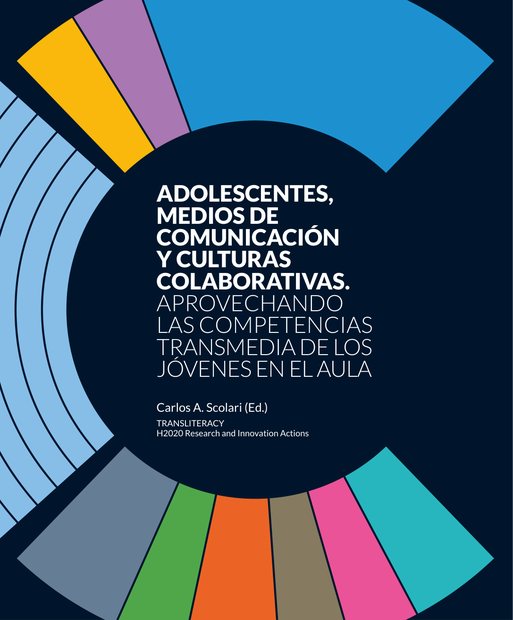 ADOLESCENTES,
MEDIOS DE
COMUNICACIÓN
Y CULTURAS
COLABORATIVAS.
APROVECHANDO
LAS COMPETENCIAS
TRANSMEDIA DE LOS
JÓVENES EN EL AULA
Carlos A. Scolari (Ed.)
TRANSLITERACY
H2020 Research and Innovation Actions